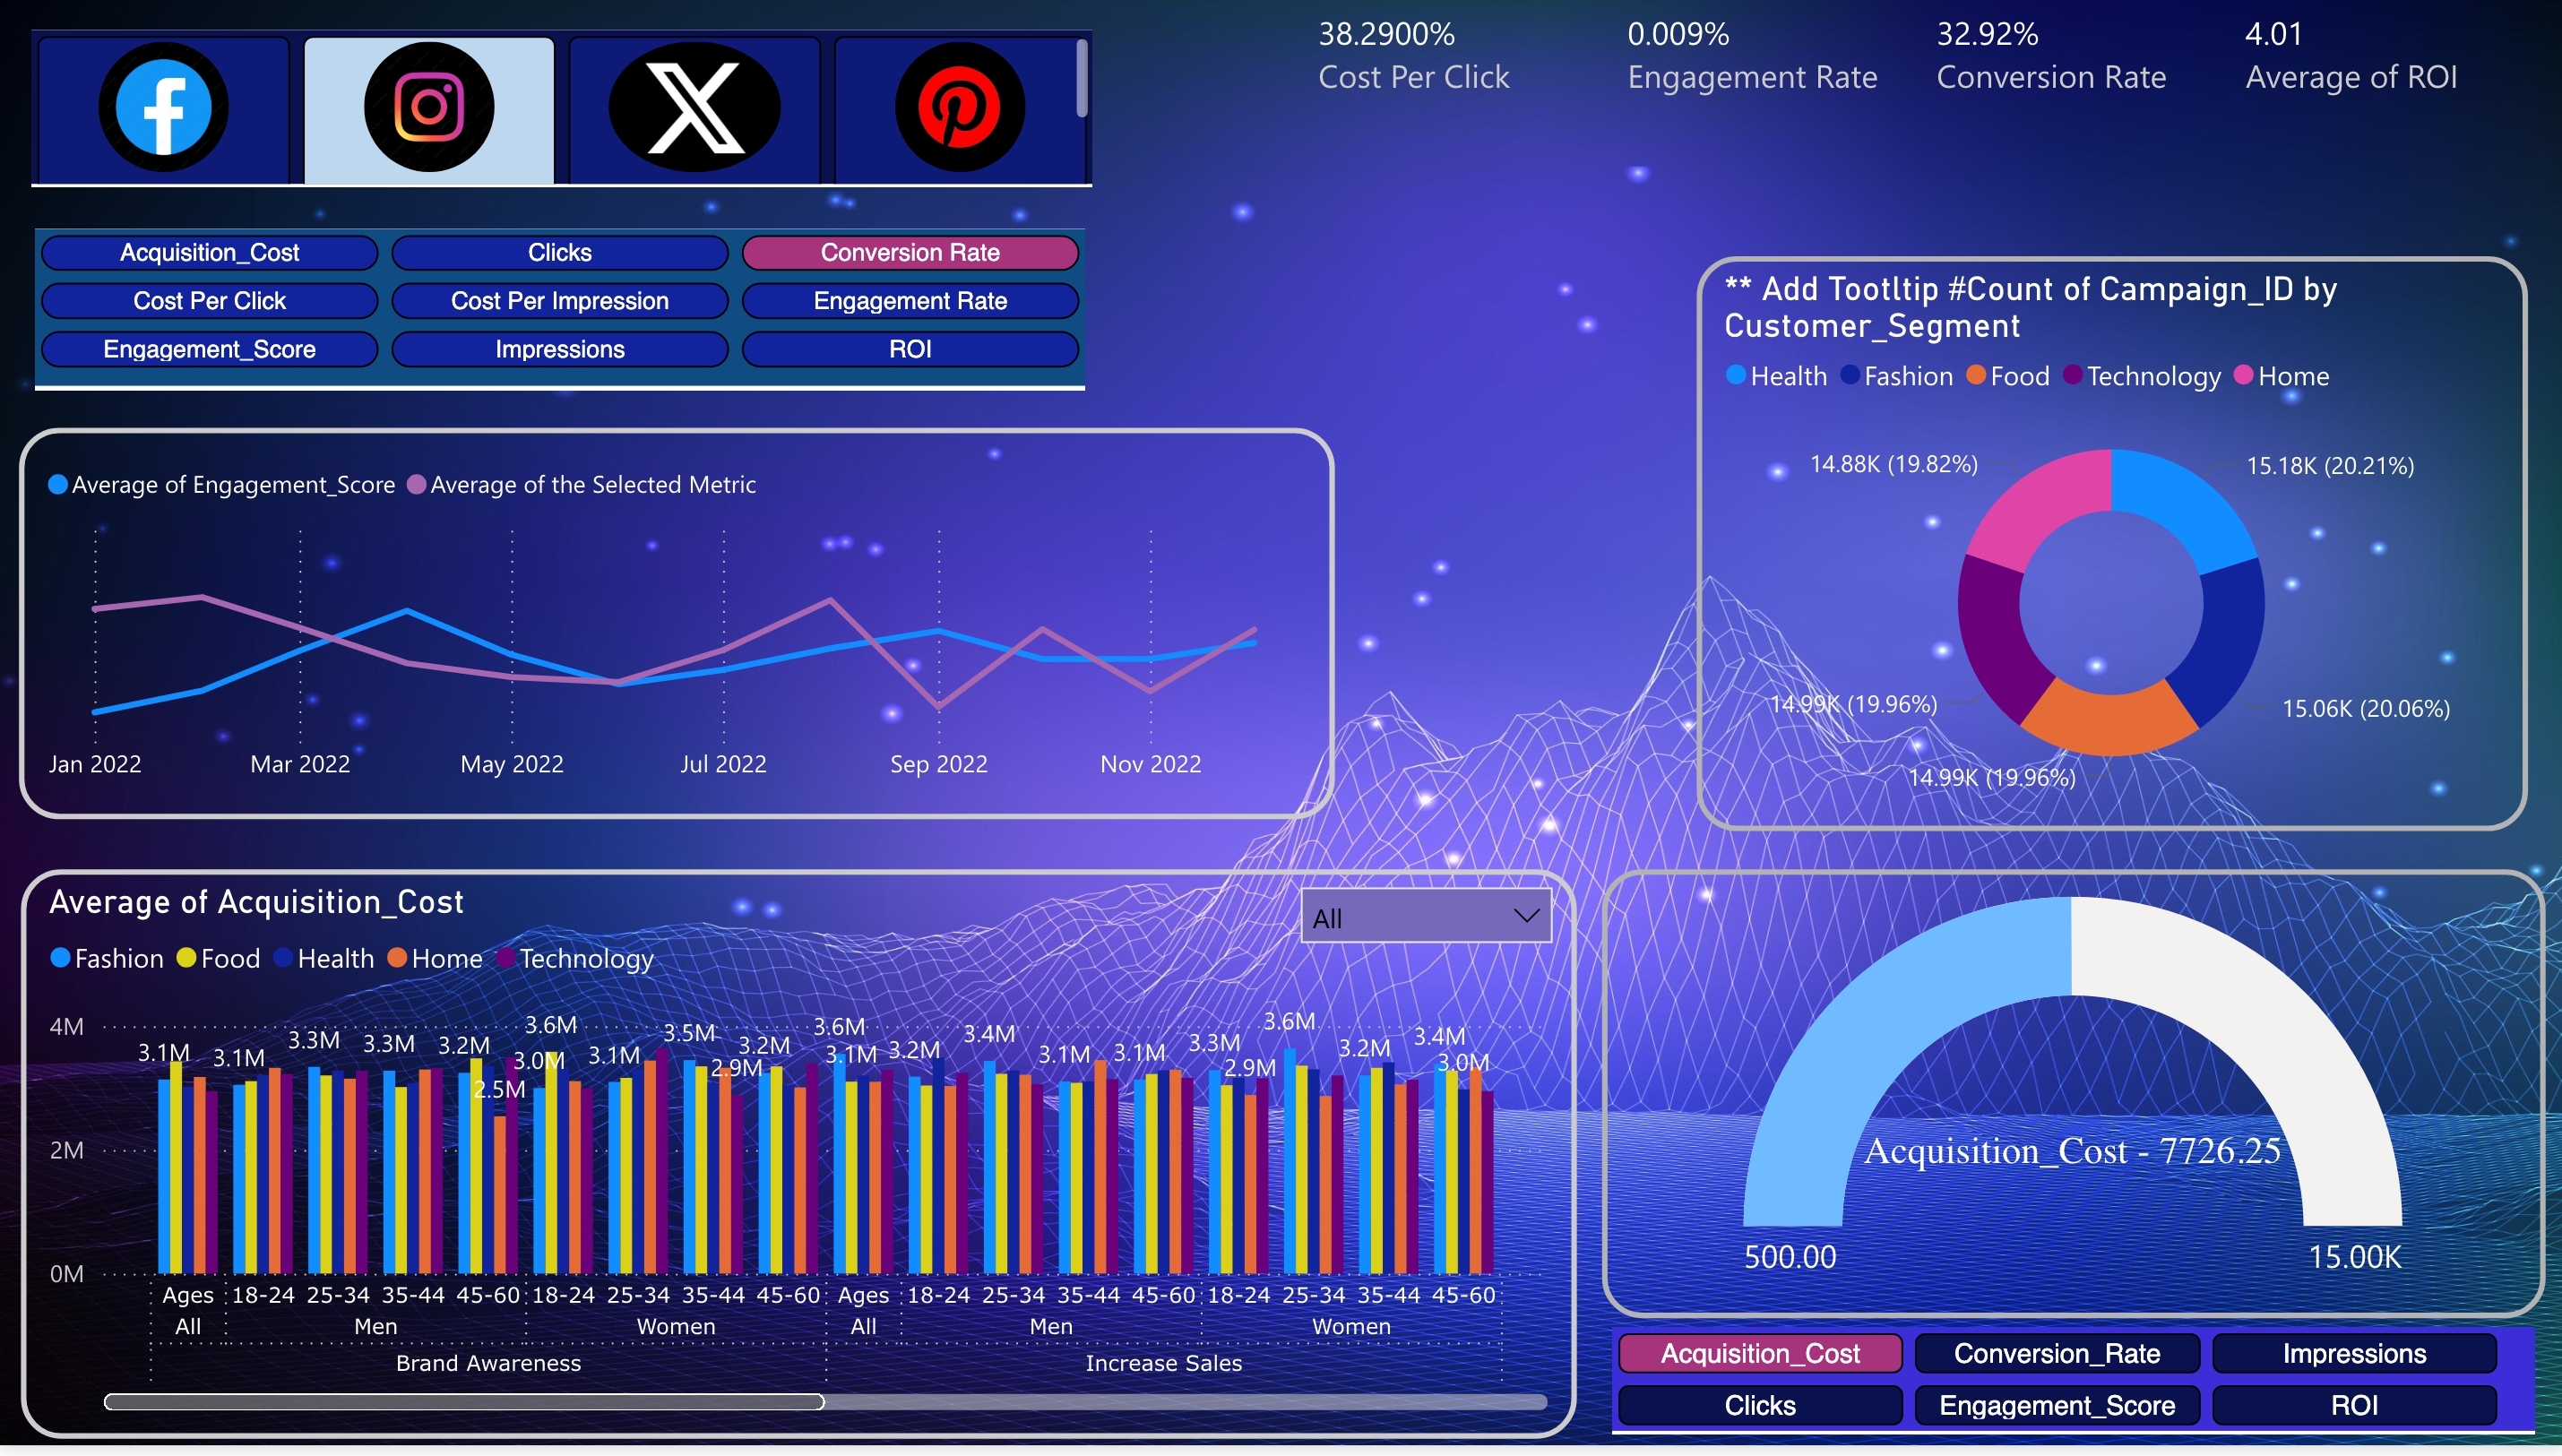 38.2900%
Cost Per Click
0.009%
Engagement Rate
32.92%
Conversion Rate
4.01
Average of ROI
Acquisition_Cost
Clicks
Conversion Rate
Cost Per Click
Cost Per Impression
Engagement Rate
Engagement_Score
Impressions
ROI
** Add Tootltip #Count of Campaign_ID by
Customer_Segment
Health Fashion Food Technology Home
14.88K (19.82%)
15.18K (20.21%)
14.99K (19.96%)
15.06K (20.06%)
14.99K (19.96%)
Average of Engagement_Score Average of the Selected Metric
Jan 2022 Mar 2022 May 2022 Jul 2022 Sep 2022 Nov 2022
Average of Acquisition_Cost
All
Fashion Food Health Home Technology
4M
2M
0M
3.1M 3.1M 3.3M 3.3M 3.2M 2.5M 3.6M 3.0M 3.1M 3.5M 2.9M 3.2M 3.6M 3.1M 3.2M 3.4M 3.1M 3.1M 3.3M 2.9M 3.6M 3.2M 3.4M 3.0M
Ages 18-24 25-34 35-44 45-60 18-24 25-34 35-44 45-60 Ages 18-24 25-34 35-44 45-60 18-24 25-34 35-44 45-60
All Men Women All Men Women
Brand Awareness Increase Sales
Acquisition_Cost - 7726.25
500.00
15.00K
Acquisition_Cost
Conversion_Rate
Impressions
Clicks
Engagement_Score
ROI